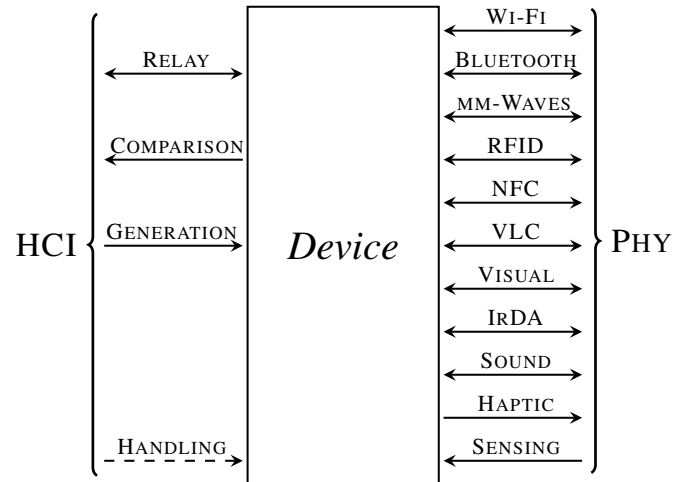 HCI
RELAY
COMPARISON
GENERATION
HANDLING
Device
WI-FI
BLUETOOTH
MM-WAVES
RFID
NFC
VLC
VISUAL
IRDA
SOUND
HAPTIC
SENSING
PHY